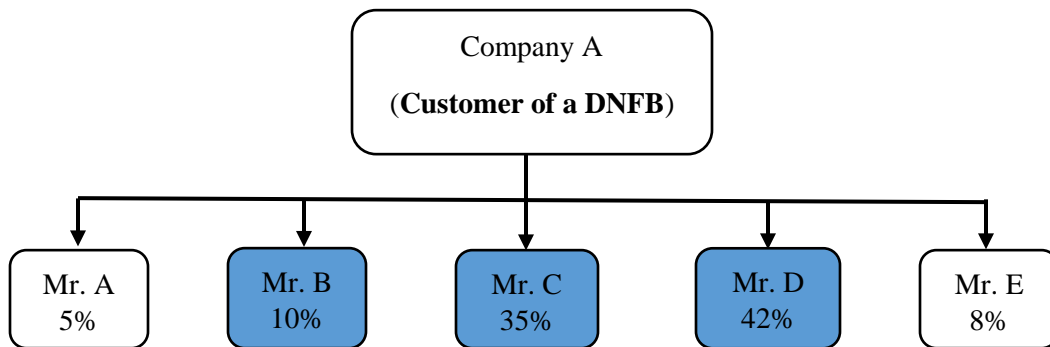 Company A
(Customer of a DNFB)
Mr. A
5%
Mr. B
10%
Mr. C
35%
Mr. D
42%
Mr. E
8%